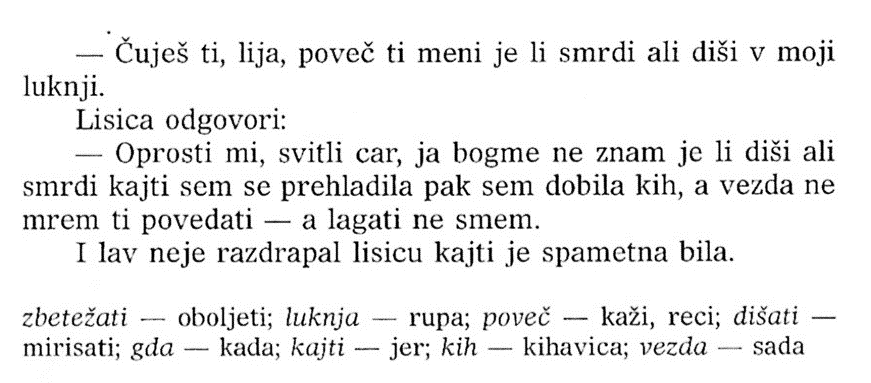 — Čuješ ti, lija, poveč ti meni je li smrdi ali diši v moji
luknji.
Lisica odgovori:
— Oprosti mi, svitli car, ja bogme ne znam je li diši ali
smrdi kajti sem se prehladila pak sem dobila kih, a vezda ne
mrem ti povedati — a lagati ne smem.
I lav neje razdrapal lisicu kajti je spametna bila.
zbetežati — oboljeti; luknja — rupa; poveč — kaži, reci; dišati —
mirisati; gda — kada; kajti — jer; kih — kihavica; vezda — sada